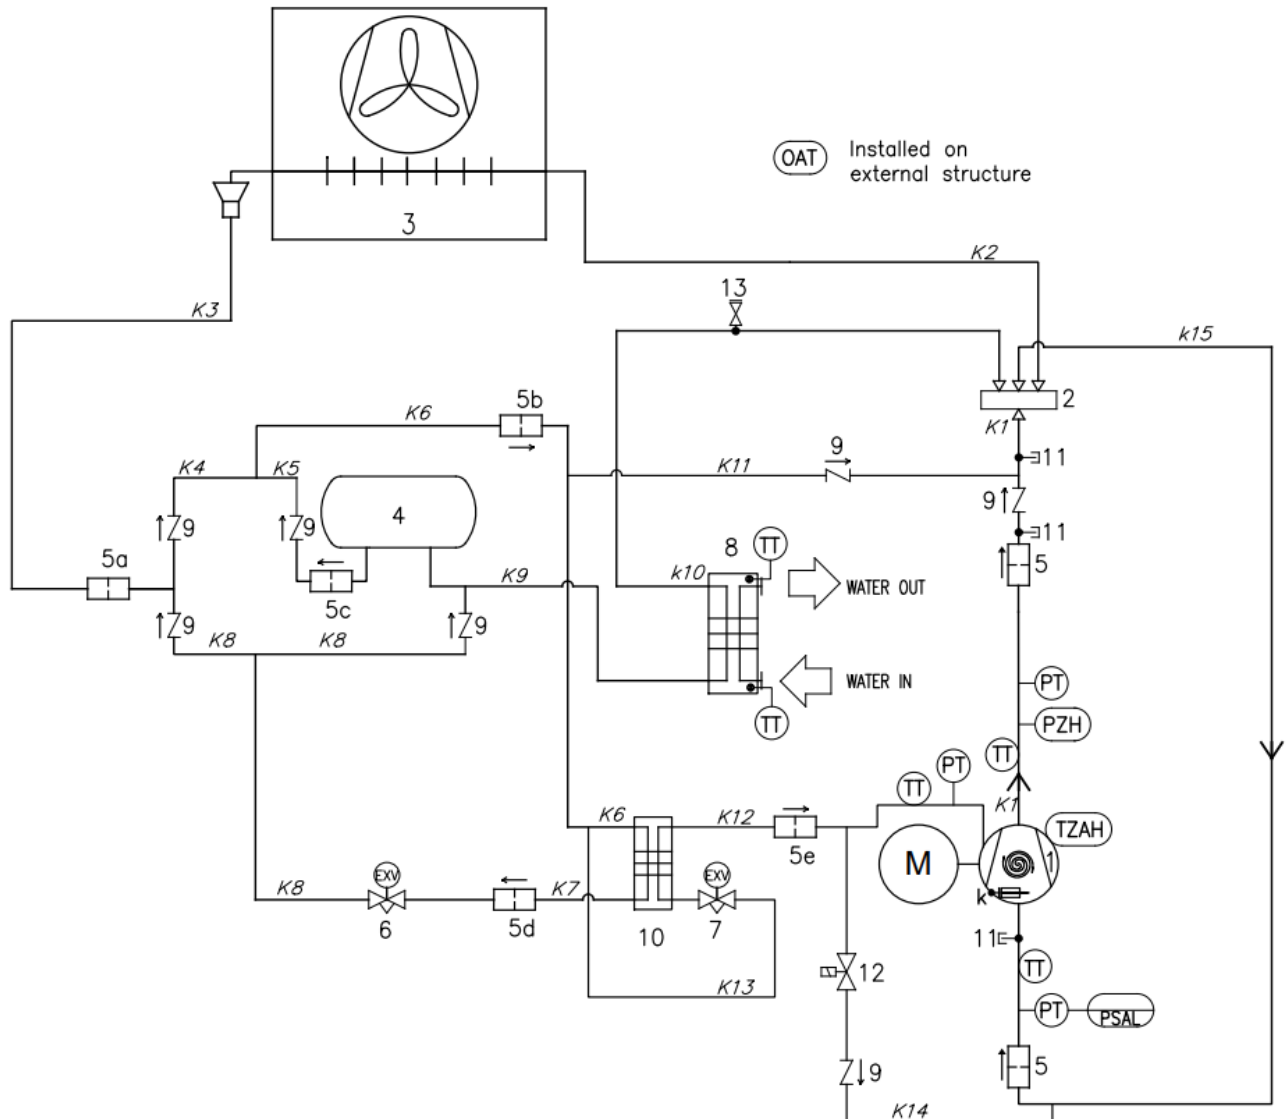 OAT
Installed on
external structure
3
K2
13
K3
k15
5b
2
K6
K1
9
11
K4
K5
K11
9
4
9
9
8
TT
11
5a
K9
k10
5
5c
WATER OUT
9
9
K8
K8
WATER IN
PT
TT
PZH
TT
PT
TT
K6
K12
K1
TZAH
5e
M
1
EXV
EXV
K8
K7
k
6
5d
10
7
11
12
TT
K13
PT
PSAL
9
5
K14